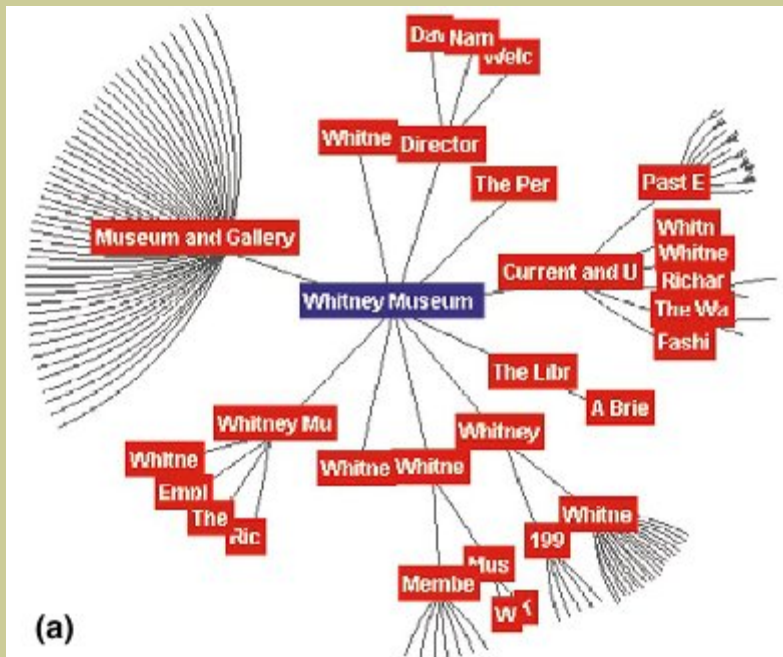 Dav
Nam
Welc
Whitne
Director
The Per
Past E
Museum and Gallery
Whitn
Whitne
Current and U
Richar
Whitney Museum
The Wa
Fashi
The Libr
A Brie
Whitney Mu
Whitney
Whitne
Whitne
Whitne
Empl
The
Ric
Whitne
199
Mus
Membe
W
(a)